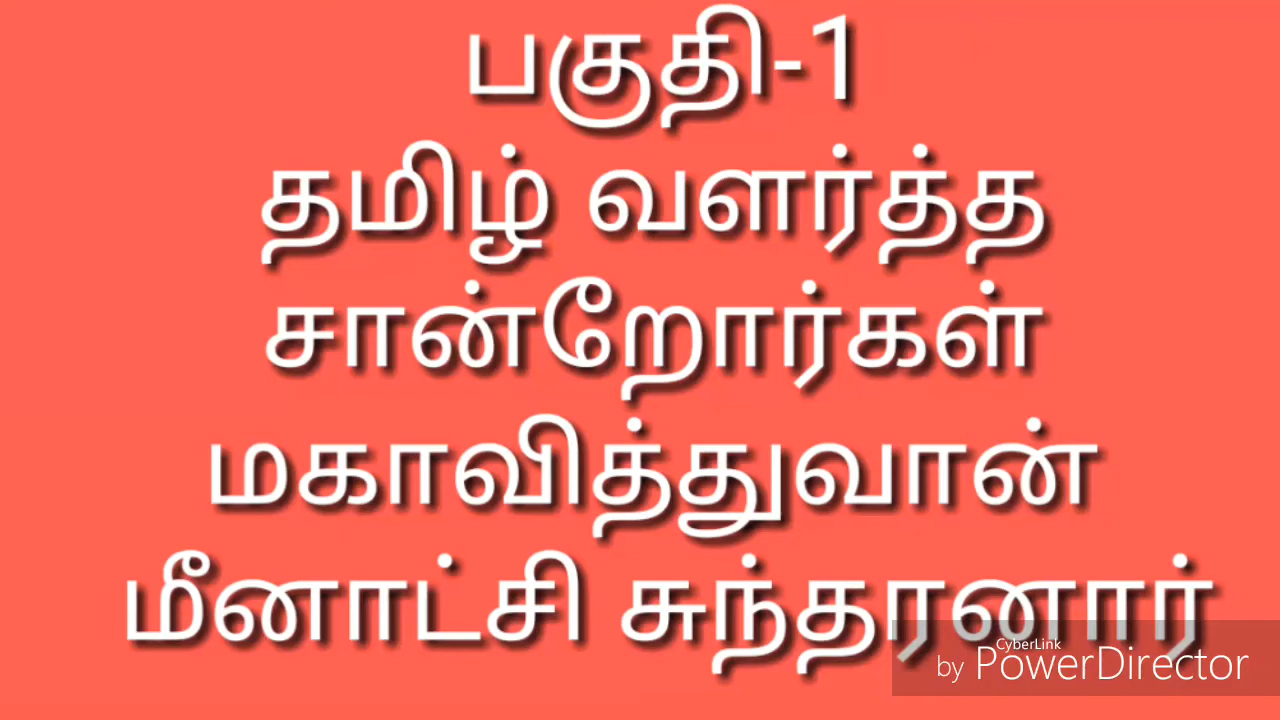 பகுதி-1
தமிழ் வளர்த்த
சான்றோர்கள்
மகாவித்துவான்
மீனாட்சி சுந்தரனார்
CyberLink
by PowerDirector